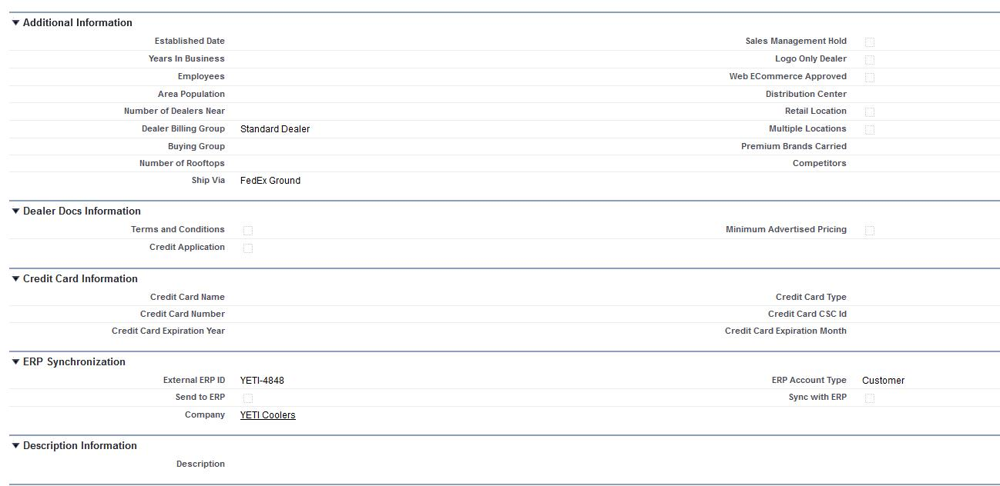 Additional Information
Established Date Sales Management Hold
Years In Business Logo Only Dealer
Employees Web ECommerce Approved
Area Population Distribution Center
Number of Dealers Near Retail Location
Dealer Billing Group Standard Dealer Multiple Locations
Buying Group Premium Brands Carried
Number of Rooftops Competitors
Ship Via FedEx Ground
Dealer Docs Information
Terms and Conditions Minimum Advertised Pricing
Credit Application
Credit Card Information
Credit Card Name Credit Card Type
Credit Card Number Credit Card CSC Id
Credit Card Expiration Year Credit Card Expiration Month
ERP Synchronization
External ERP ID YETI-4848 ERP Account Type Customer
Send to ERP Sync with ERP
Company YETI Coolers
Description Information
Description